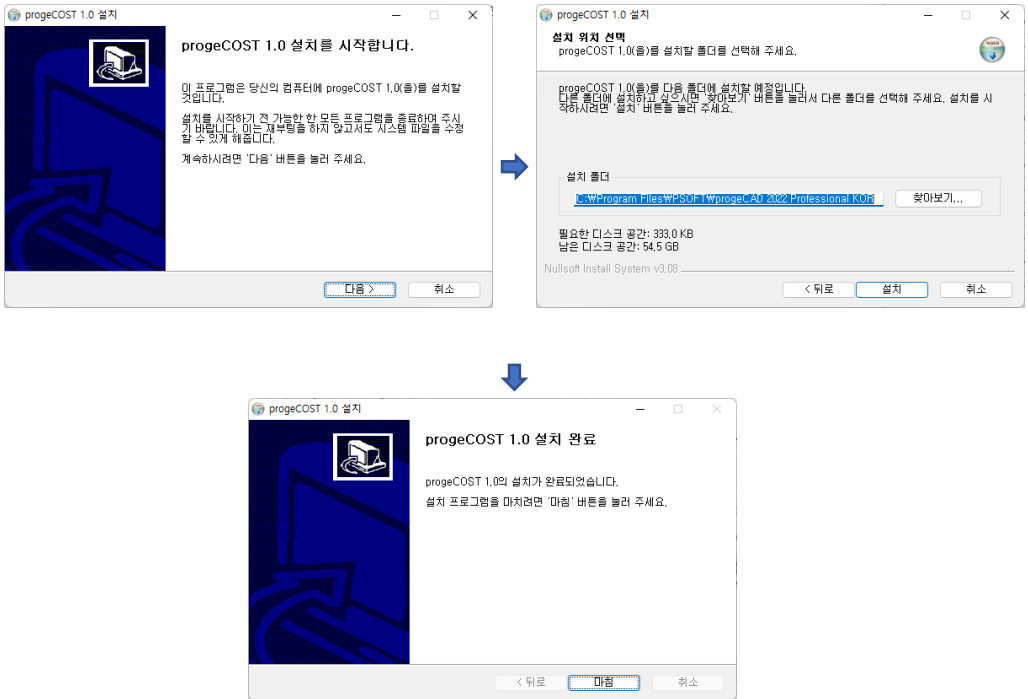 progeCOST 1.0 설치
progeCOST 1.0 설치를 시작합니다.
이 프로그램은 당신의 컴퓨터에 progeCOST 1.0(을)를 설치할
것입니다.
설치를 시작하기 전 가능한 한 모든 프로그램을 종료하여 주시
기 바랍니다. 이는 재부팅을 하지 않고서도 시스템 파일을 수정
할 수 있게 해줍니다.
계속하시려면 '다음' 버튼을 눌러 주세요.
다음 >
취소
progeCOST 1.0 설치
설치 위치 선택
progeCOST 1.0(을)를 설치할 폴더를 선택해 주세요.
progeCOST 1.0(을)를 다음 폴더에 설치할 예정입니다.
다른 폴더에 설치하고 싶으시면 '찾아보기' 버튼을 눌러서 다른 폴더를 선택해 주세요. 설치를 시
작하시려면 '설치' 버튼을 눌러 주세요.
설치 폴더
C:₩Program Files₩PSOFT₩progeCAD 2022 Professional KOR
찾아보기...
필요한 디스크 공간: 333.0 KB
남은 디스크 공간: 54.5 GB
Nullsoft Install System v3.08
< 뒤로
설치
취소
progeCOST 1.0 설치
progeCOST 1.0 설치 완료
progeCOST 1.0의 설치가 완료되었습니다.
설치 프로그램을 마치려면 '마침' 버튼을 눌러 주세요.
< 뒤로
마침
취소